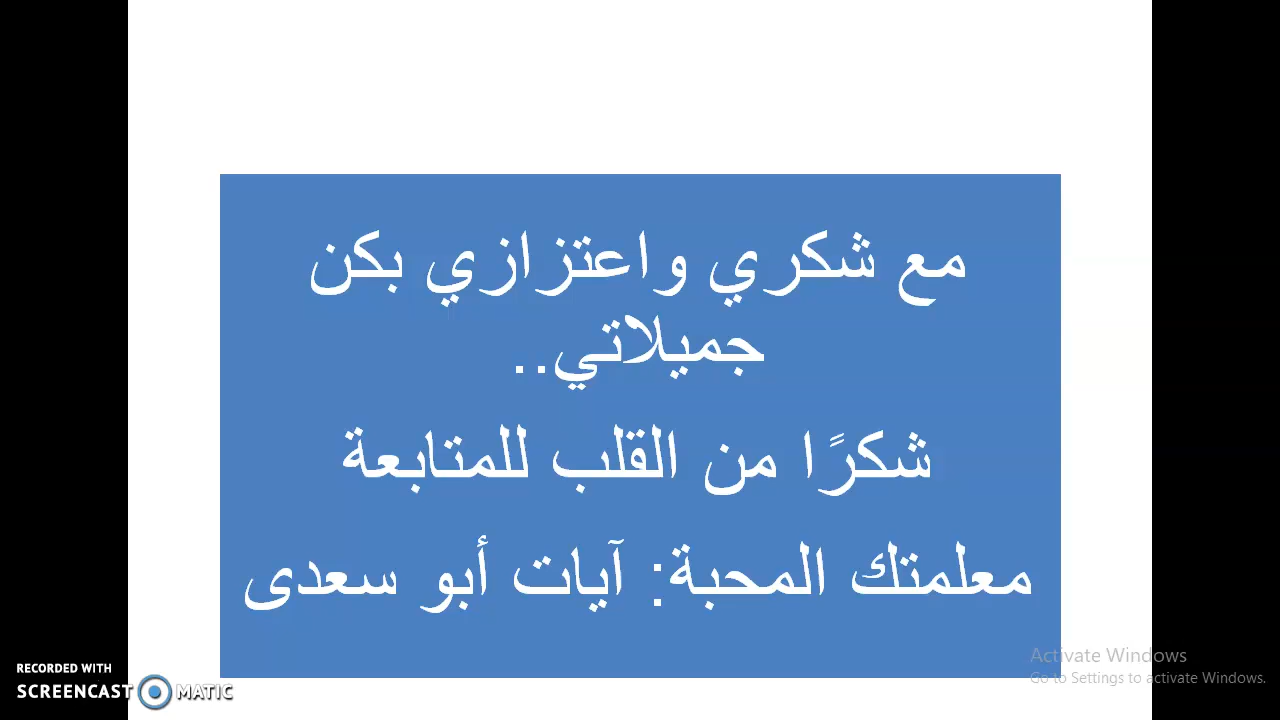 مع شكري واعتزازي بكن
جميلاتي..
شكرًا من القلب للمتابعة
معلمتك المحبة: آيات أبو سعدى
Activate Windows
Go to Settings to activate Windows.
RECORDED WITH
SCREENCAST MATIC